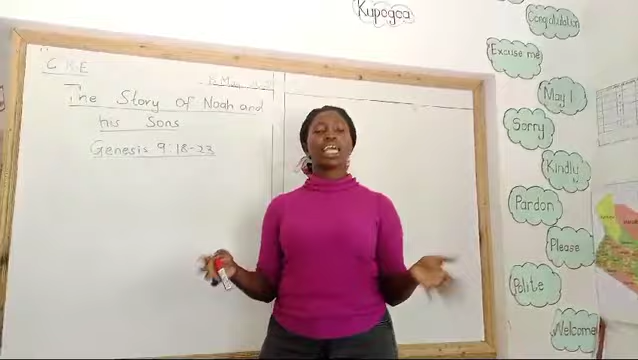 Kupogoa
C.R.E
The Story of Noah and
his Sons
Genesis 9:18-23
Congratulation
Excuse me
May I
Sorry
Kindly
Pardon
Please
Polite
Welcome